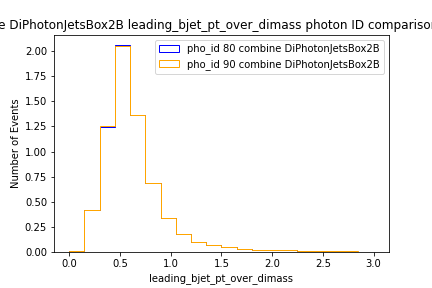 e DiPhotonJetsBox2B leading_bjet_pt_over_dimass photon ID comparison
pho_id 80 combine DiPhotonJetsBox2B
pho_id 90 combine DiPhotonJetsBox2B
Number of Events
2.00
1.75
1.50
1.25
1.00
0.75
0.50
0.25
0.00
0.0 0.5 1.0 1.5 2.0 2.5 3.0
leading_bjet_pt_over_dimass